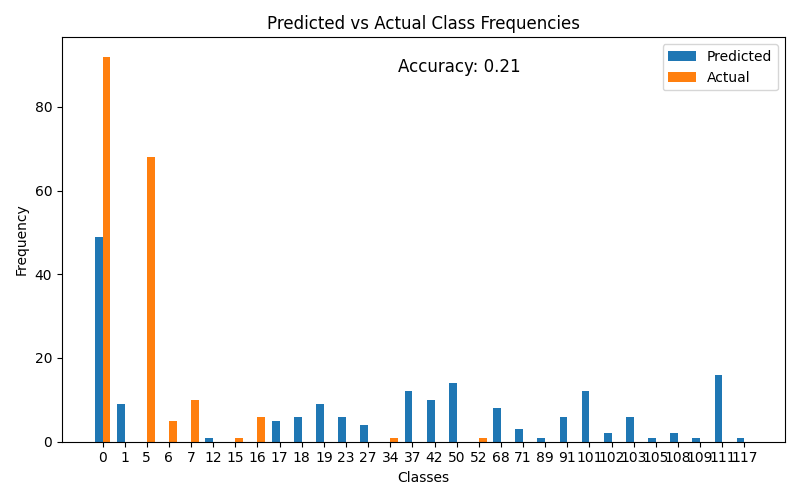 Predicted vs Actual Class Frequencies
Accuracy: 0.21
Predicted
Actual
Frequency
80
60
40
20
0
0 1 5 6 7 12 15 16 17 18 19 23 27 34 37 42 50 52 68 71 89 91 101 102 103 105 108 109 111 117
Classes